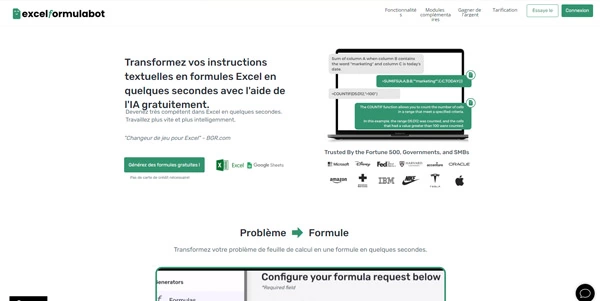 excelformulabot
Fonctionnalités
Modules complémentaires
Gagner de l'argent
Tarification
Essaye le
Connexion
Transformez vos instructions
textuelles en formules Excel en
quelques secondes avec l'aide de
l'IA gratuitement.
Devenez très compétent dans Excel en quelques secondes.
Travaillez plus vite et plus intelligemment.
"Changeur de jeu pour Excel" – BGR.com
Générez des formules gratuites !
Pas de carte de crédit nécessaire!
Excel
Google Sheets
Sum of column A when column B contains
the word "marketing" and column C is today's
date.
=COUNTIF(D5:D12,">100")
The COUNTIF function allows you to count the number of cells
in a range that meet a specified criteria.
In this example, the range D5:D12 was counted, and the cells
that had a value greater than 100 were counted.
Trusted By the Fortune 500, Governments, and SMBs
Microsoft
Disney
FedEx
HARVARD
accenture
ORACLE
amazon
IBM
NIKE
TESLA
Problème
Formule
Transformez votre problème de feuille de calcul en une formule en quelques secondes.
Generators
Formulas
Configure your formula request below
*Required field